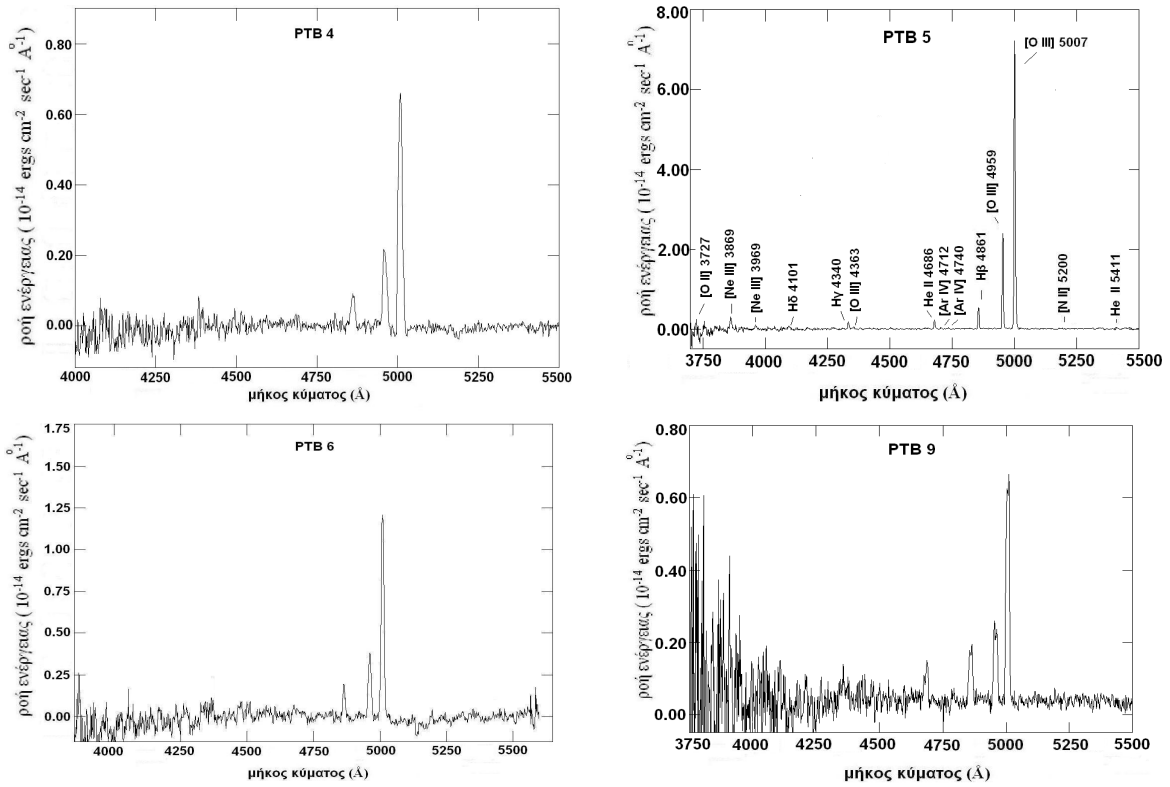 PTB 4
ροή ενέργειας ( 10-14 ergs cm-2 sec-1 Å-1)
0.80
0.60
0.40
0.20
0.00
4000 4250 4500 4750 5000 5250 5500
μήκος κύματος (Å)
PTB 5
ροή ενέργειας ( 10-14 ergs cm-2 sec-1 Å-1)
8.00
6.00
4.00
2.00
0.00
[O II] 3727
[Ne III] 3869
[Ne III] 3969
Hδ 4101
Hγ 4340
[O III] 4363
He II 4686
[Ar IV] 4712
[Ar IV] 4740
Hβ 4861
[O III] 4959
[O III] 5007
[N II] 5200
He II 5411
3750 4000 4250 4500 4750 5000 5250 5500
μήκος κύματος (Å)
PTB 6
ροή ενέργειας ( 10-14 ergs cm-2 sec-1 Å-1)
1.75
1.50
1.25
1.00
0.75
0.50
0.25
0.00
4000 4250 4500 4750 5000 5250 5500
μήκος κύματος (Å)
PTB 9
ροή ενέργειας ( 10-14 ergs cm-2 sec-1 Å-1)
0.80
0.60
0.40
0.20
0.00
3750 4000 4250 4500 4750 5000 5250 5500
μήκος κύματος (Å)